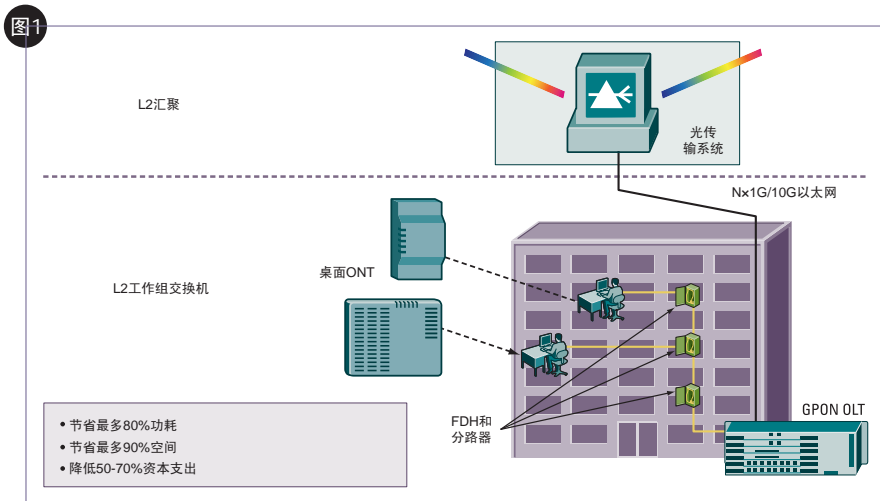 图1
L2汇聚
光传
输系统
N×1G/10G以太网
桌面ONT
L2工作组交换机
FDH和
分路器
GPON OLT
• 节省最多80%功耗
• 节省最多90%空间
• 降低50-70%资本支出